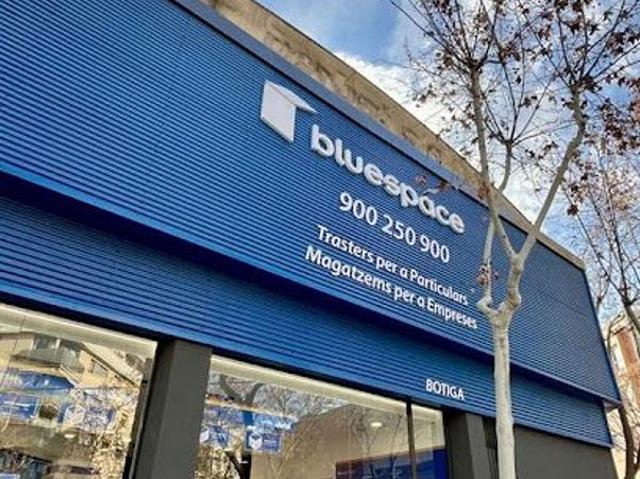 bluespace
900 250 900
Trasters per a Particulars
Magatzems per a Empreses
BOTIGA